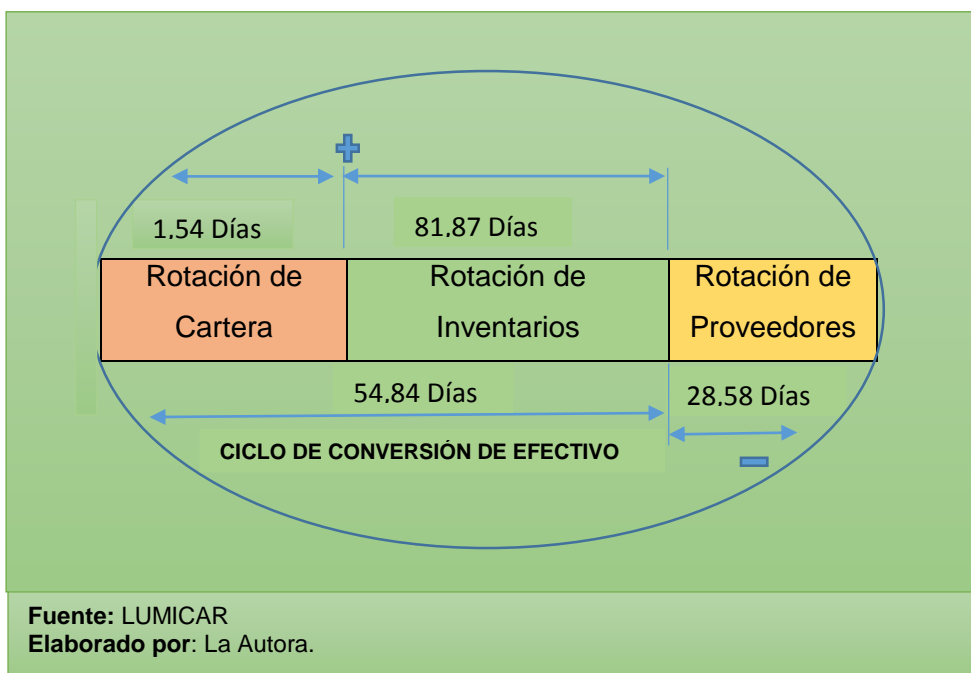 1,54 Días
81,87 Días
Rotación de
Cartera
Rotación de
Inventarios
Rotación de
Proveedores
54,84 Días
28,58 Días
CICLO DE CONVERSIÓN DE EFECTIVO
Fuente: LUMICAR
Elaborado por: La Autora.